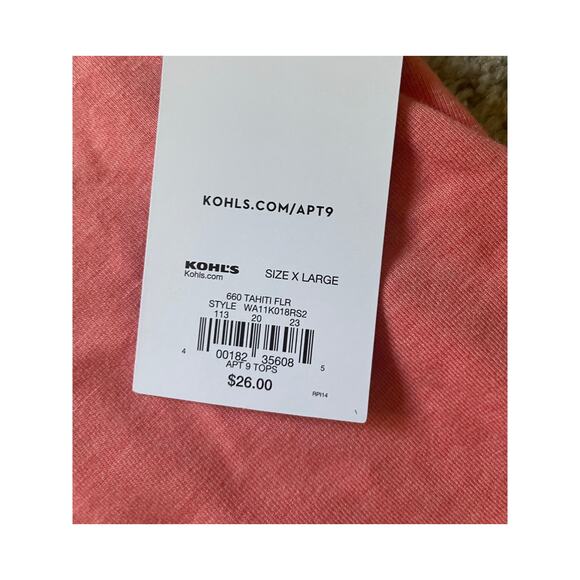 KOHLS.COM/APT9
KOHL'S SIZE X LARGE
Kohls.com
660 TAHITI FLR
STYLE WA11K018RS2
113 20 23
4 00182 35608 5
APT 9 TOPS
$26.00
RPI14